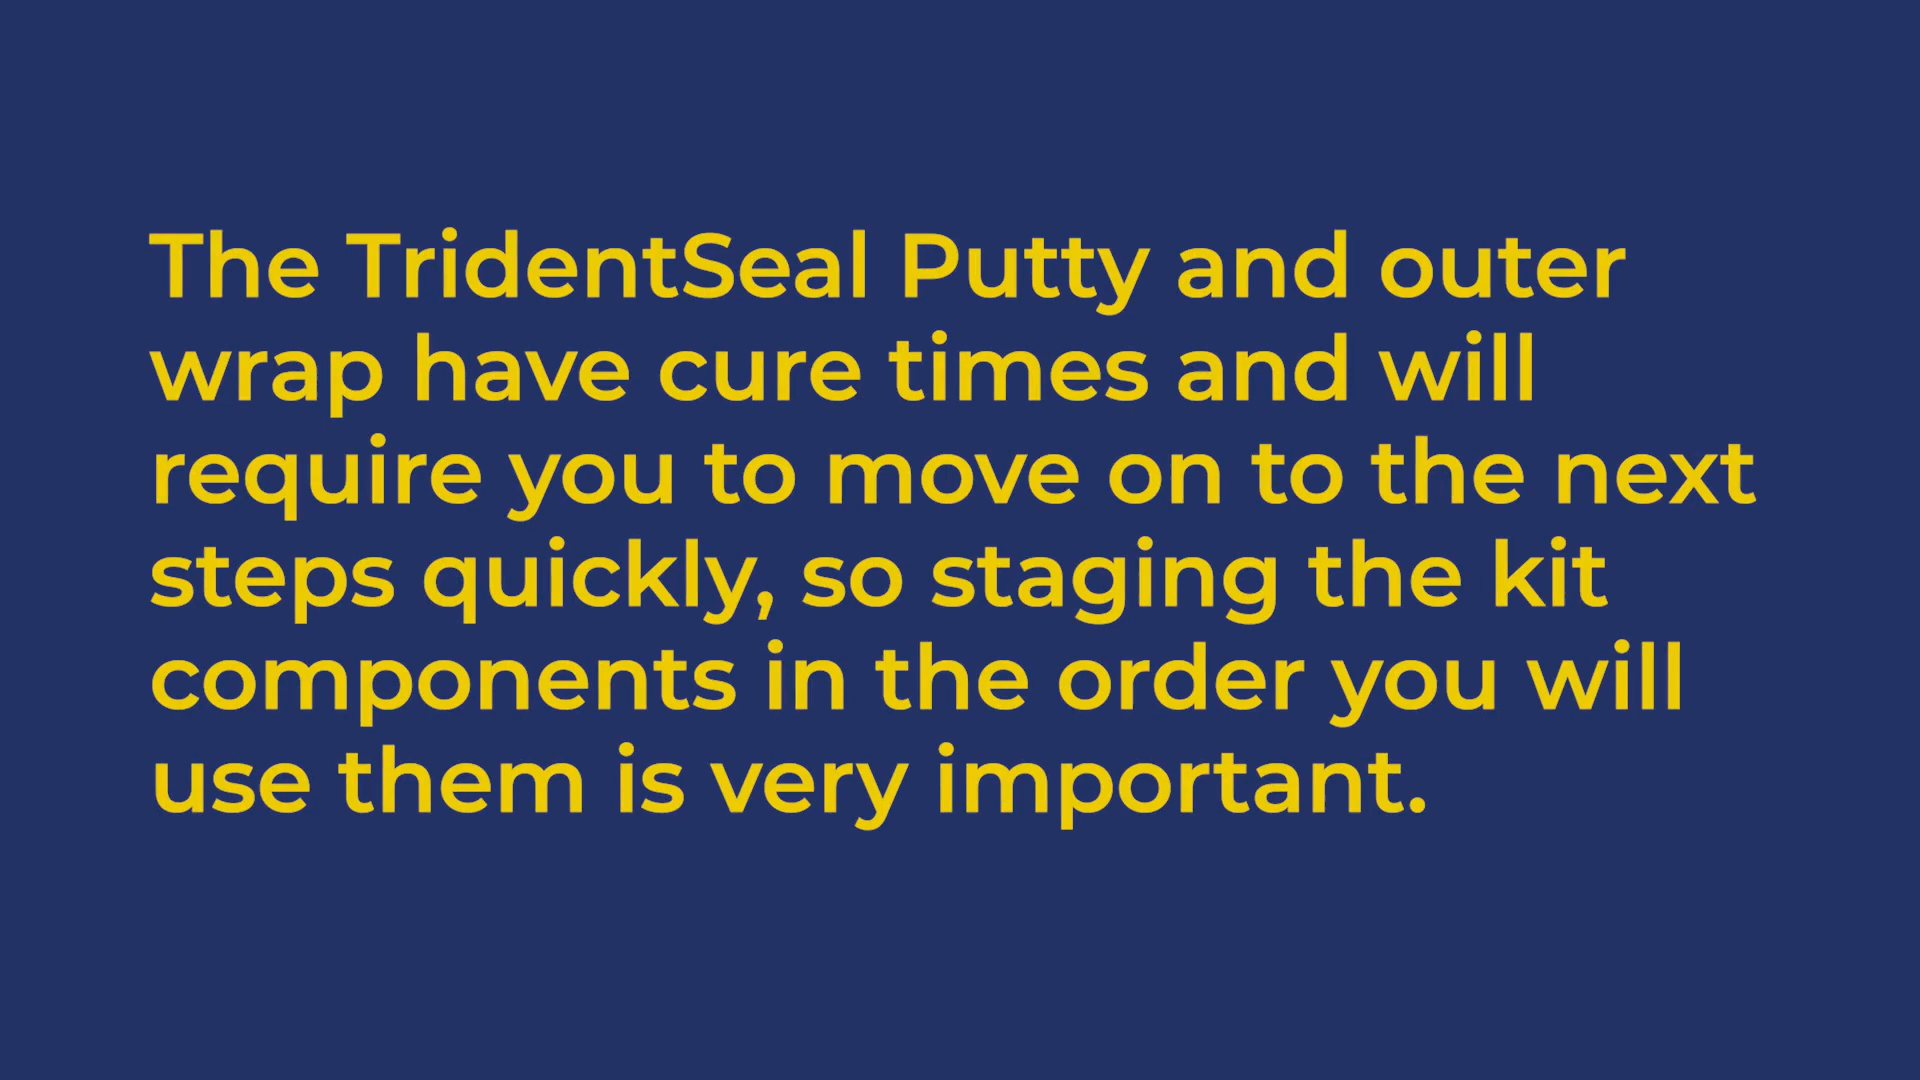 The TridentSeal Putty and outer
wrap have cure times and will
require you to move on to the next
steps quickly, so staging the kit
components in the order you will
use them is very important.